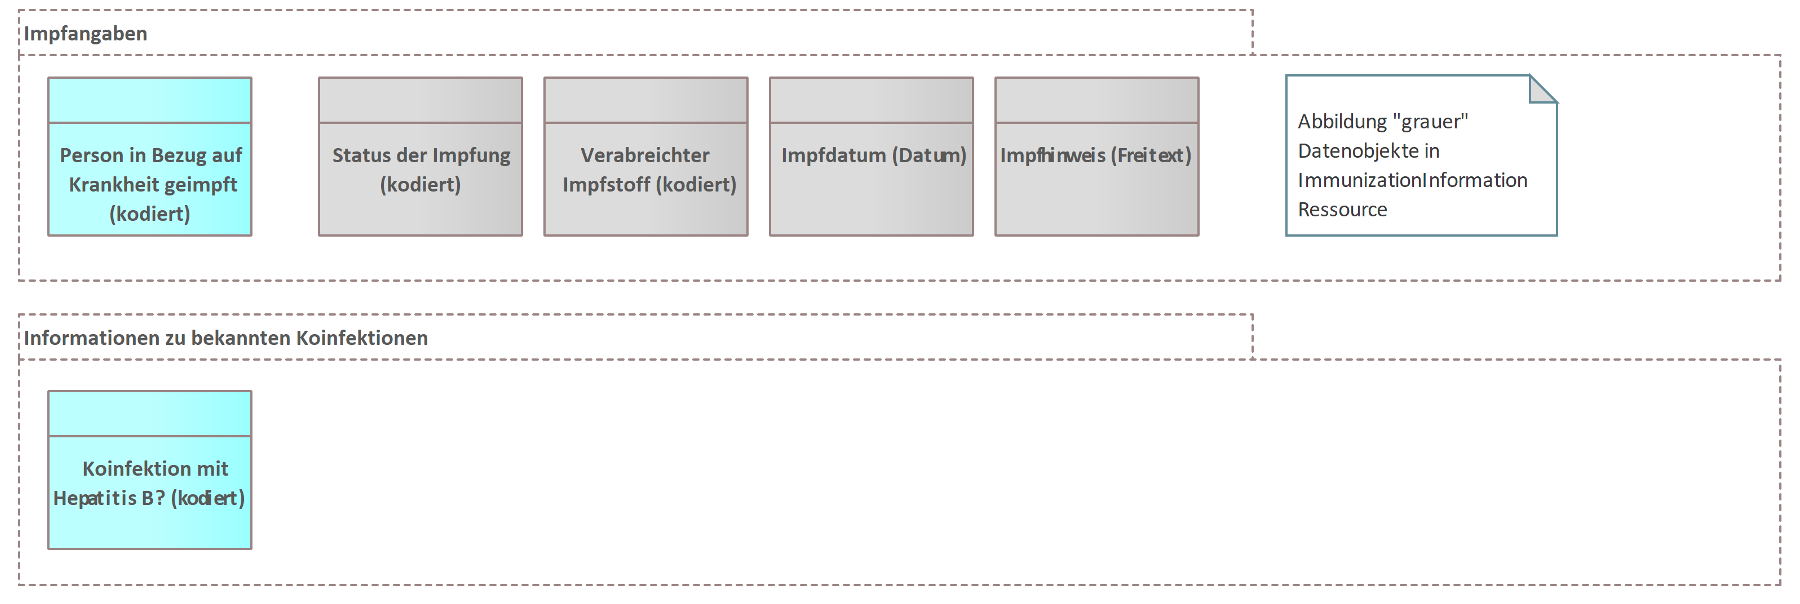 Impfangaben
Person in Bezug auf
Krankheit geimpft
(kodiert)
Status der Impfung
(kodiert)
Verabreichter
Impfstoff (kodiert)
Impfdatum (Datum)
Impfhinweis (Freitext)
Abbildung "grauer"
Datenobjekte in
ImmunizationInformation
Ressource
Informationen zu bekannten Koinfektionen
Koinfektion mit
Hepatitis B? (kodiert)